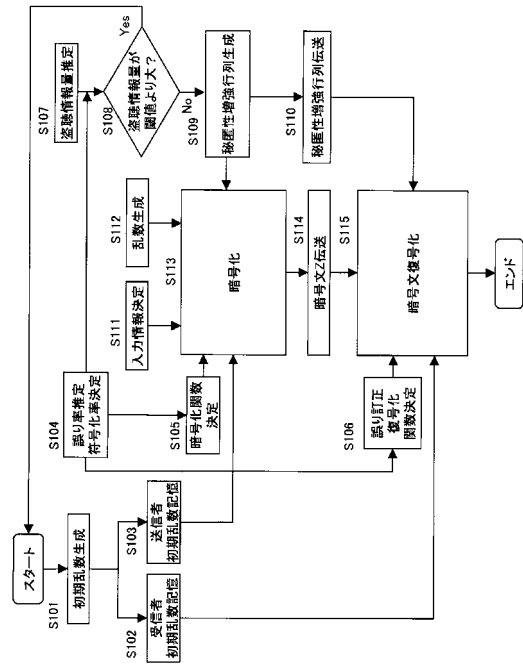 スタート
S101
初期乱数生成
S102
受信者
初期乱数記憶
S103
送信者
初期乱数記憶
S104
誤り率推定
符号化率決定
S105
暗号化関数
決定
S106
誤り訂正
復号化
関数決定
S107
盗聴情報量推定
S108
盗聴情報量が
閾値より大?
Yes
No
S109
秘匿性増強行列生成
S110
秘匿性増強行列伝送
S111
入力情報決定
S112
乱数生成
S113
暗号化
S114
暗号文Z伝送
S115
暗号文復号化
エンド